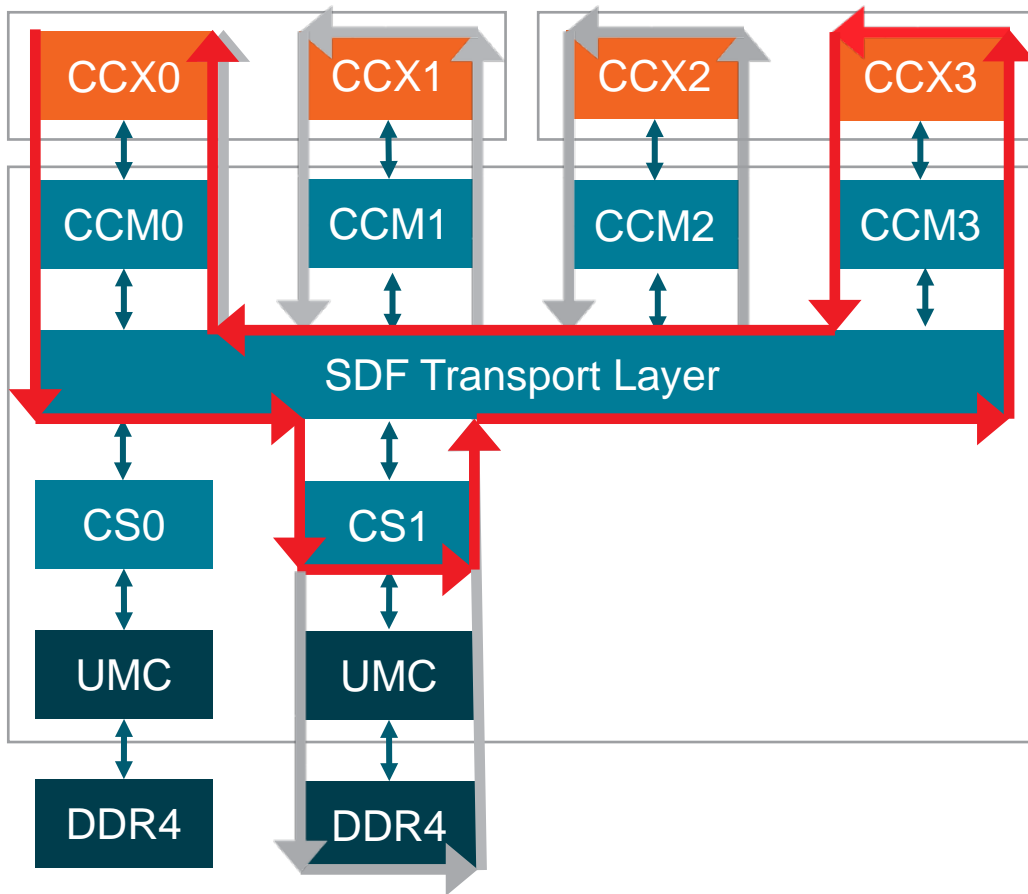 CCX0
CCX1
CCX2
CCX3
CCM0
CCM1
CCM2
CCM3
SDF Transport Layer
CS0
CS1
UMC
UMC
DDR4
DDR4